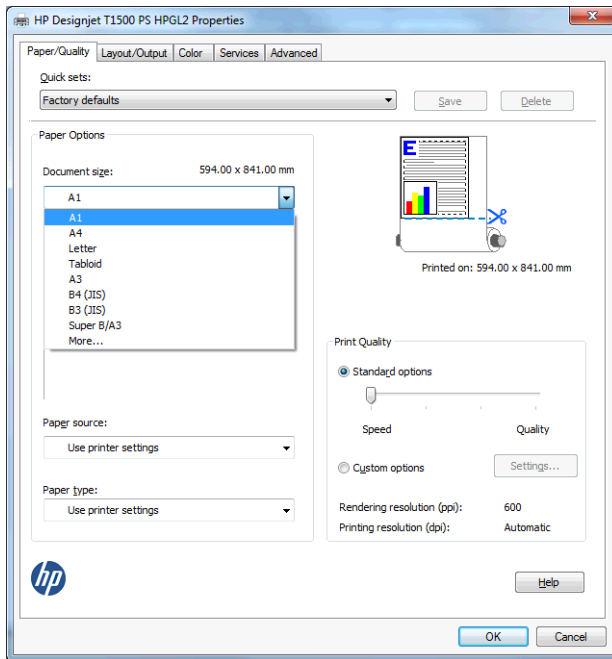 HP Designjet T1500 PS HPGL2 Properties
Paper/Quality Layout/Output Color Services Advanced
Quick sets:
Factory defaults
Save
Delete
Paper Options
Document size:
594.00 x 841.00 mm
A1
A1
A4
Letter
Tabloid
A3
B4 (JIS)
B3 (JIS)
Super B/A3
More...
Paper source:
Use printer settings
Paper type:
Use printer settings
E
Printed on: 594.00 x 841.00 mm
Print Quality
Standard options
Speed
Quality
Custom options
Settings...
Rendering resolution (ppi): 600
Printing resolution (dpi): Automatic
hp
Help
OK
Cancel